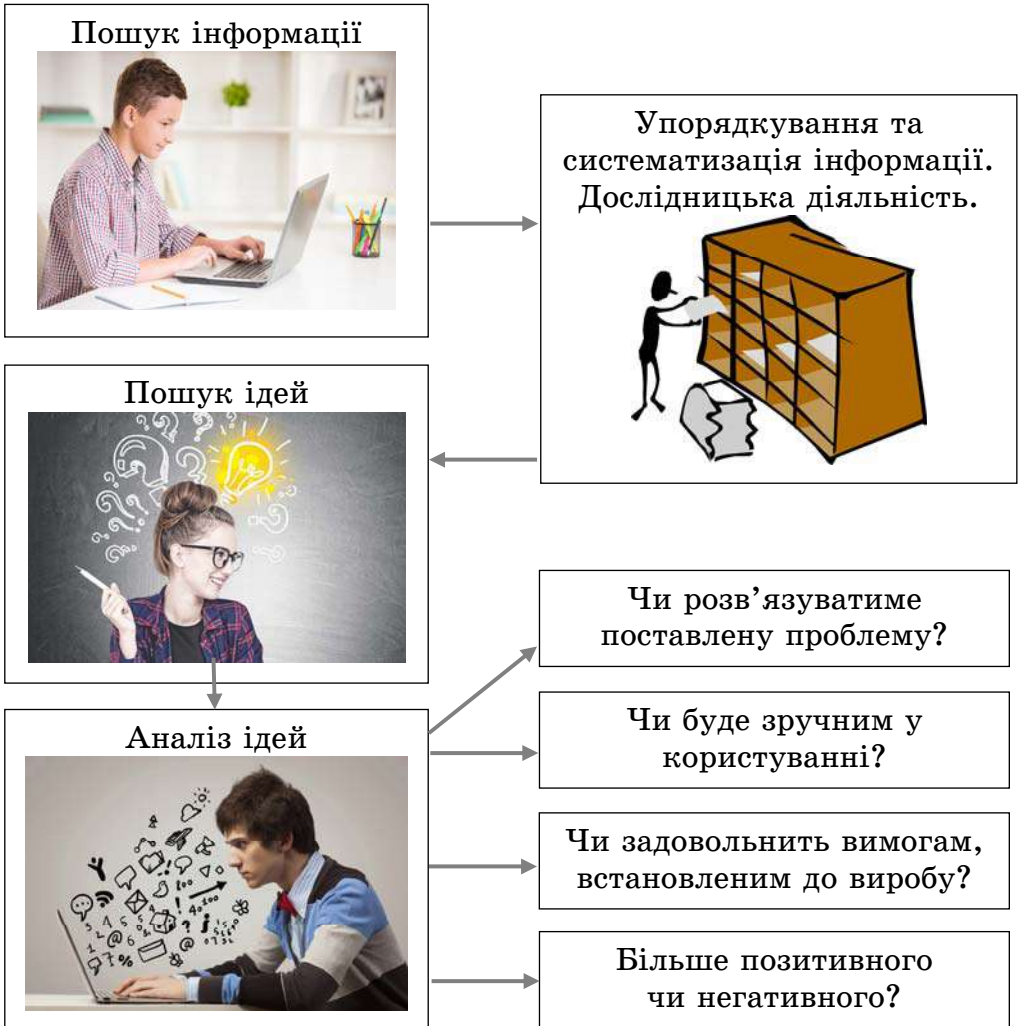 Пошук інформації
Упорядкування та
систематизація інформації.
Дослідницька діяльність.
Пошук ідей
Аналіз ідей
Чи розв’язуватиме
поставлену проблему?
Чи буде зручним у
користуванні?
Чи задовольнить вимогам,
встановленим до виробу?
Більше позитивного
чи негативного?